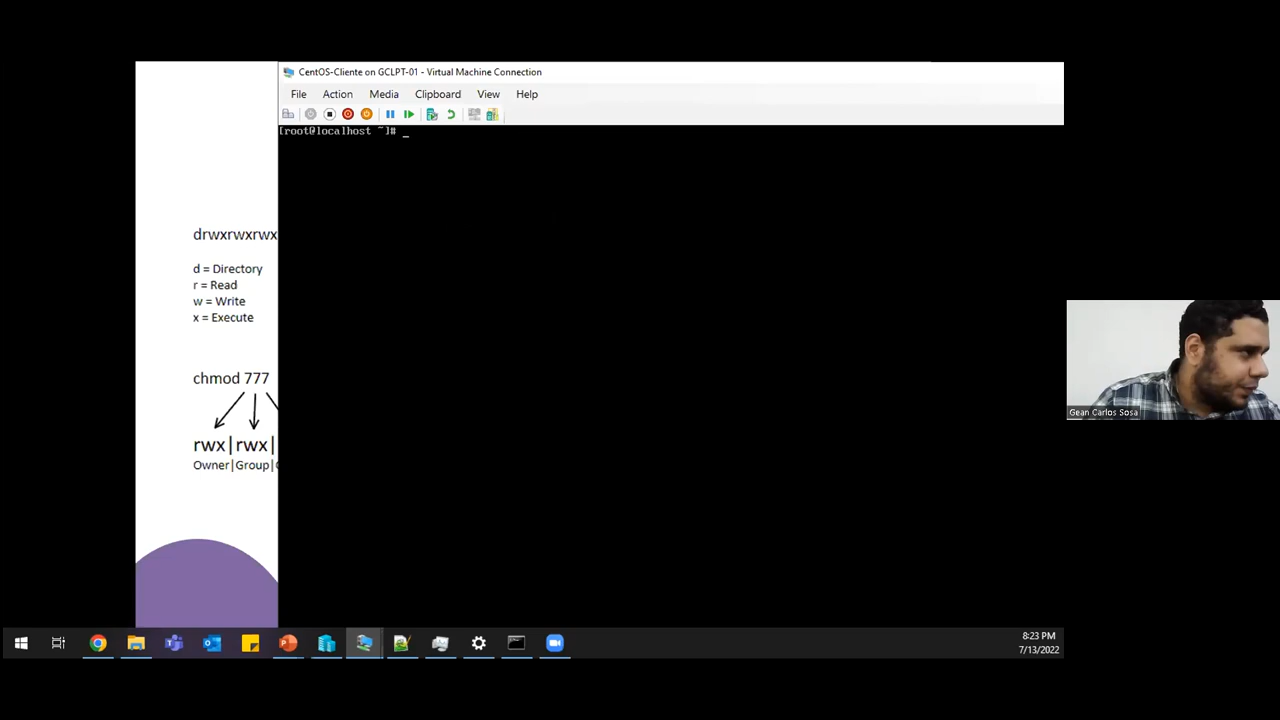 CentOS-Cliente on GCLPT-01 - Virtual Machine Connection
File Action Media Clipboard View Help
[root@localhost ~]# _
drwxrwxrwx
d = Directory
r = Read
w = Write
x = Execute
chmod 777
rwx|rwx|
Owner|Group|
Gean Carlos Sosa
8:23 PM
7/13/2022